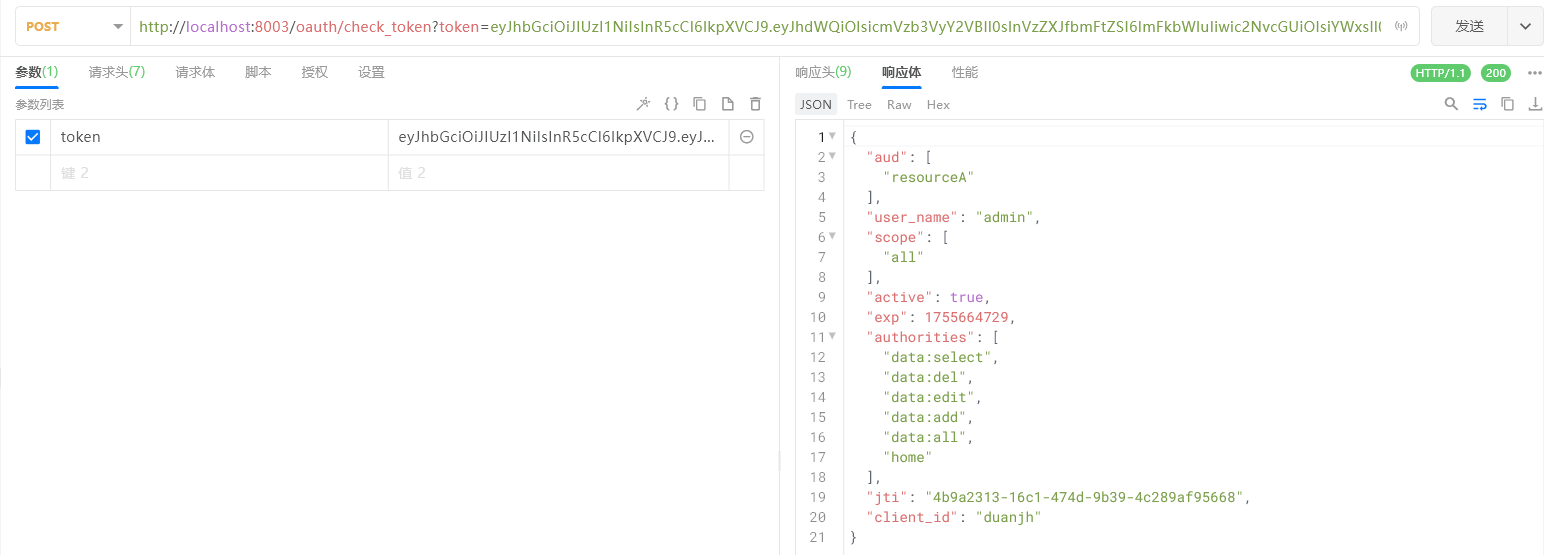 POST http://localhost:8003/oauth/check_token?token=eyJhbGciOiJIUzI1NiIsInR5cCI6IkpXVCJ9.eyJhdWQiOlsicmVzb3VyY2VBIl0sInVzZXJfbmFtZSI6ImFkbWluIiwic2NvcGUiOlsiYWxsIl0 发送
参数(1) 请求头(7) 请求体 脚本 授权 设置
参数列表
token eyJhbGciOiJIUzI1NiIsInR5cCI6IkpXVCJ9.eyJ...
键 2 值 2
响应头(9) 响应体 性能 HTTP/1.1 200
JSON Tree Raw Hex
1 {
2 "aud": [
3 "resourceA"
4 ],
5 "user_name": "admin",
6 "scope": [
7 "all"
8 ],
9 "active": true,
10 "exp": 1755664729,
11 "authorities": [
12 "data:select",
13 "data:del",
14 "data:edit",
15 "data:add",
16 "data:all",
17 "home"
18 ],
19 "jti": "4b9a2313-16c1-474d-9b39-4c289af95668",
20 "client_id": "duanjh"
21 }